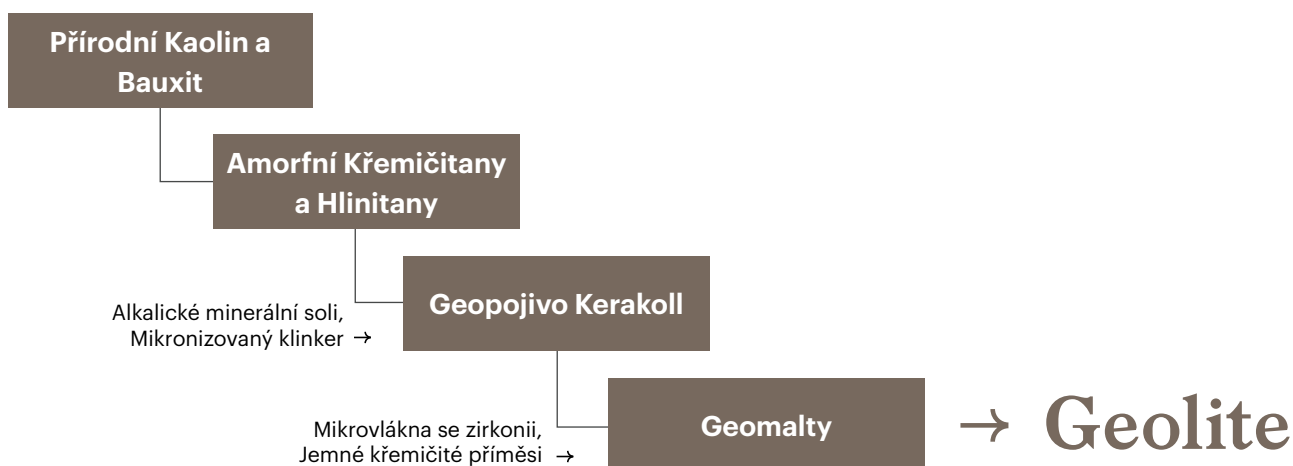 Přírodní Kaolin a
Bauxit
Amorfní Křemičitany
a Hlinitany
Alkalické minerální soli,
Mikronizovaný klinker →
Geopojivo Kerakoll
Mikrovlákna se zirkonii,
Jemné křemičité příměsi →
Geomalty
→ Geolite